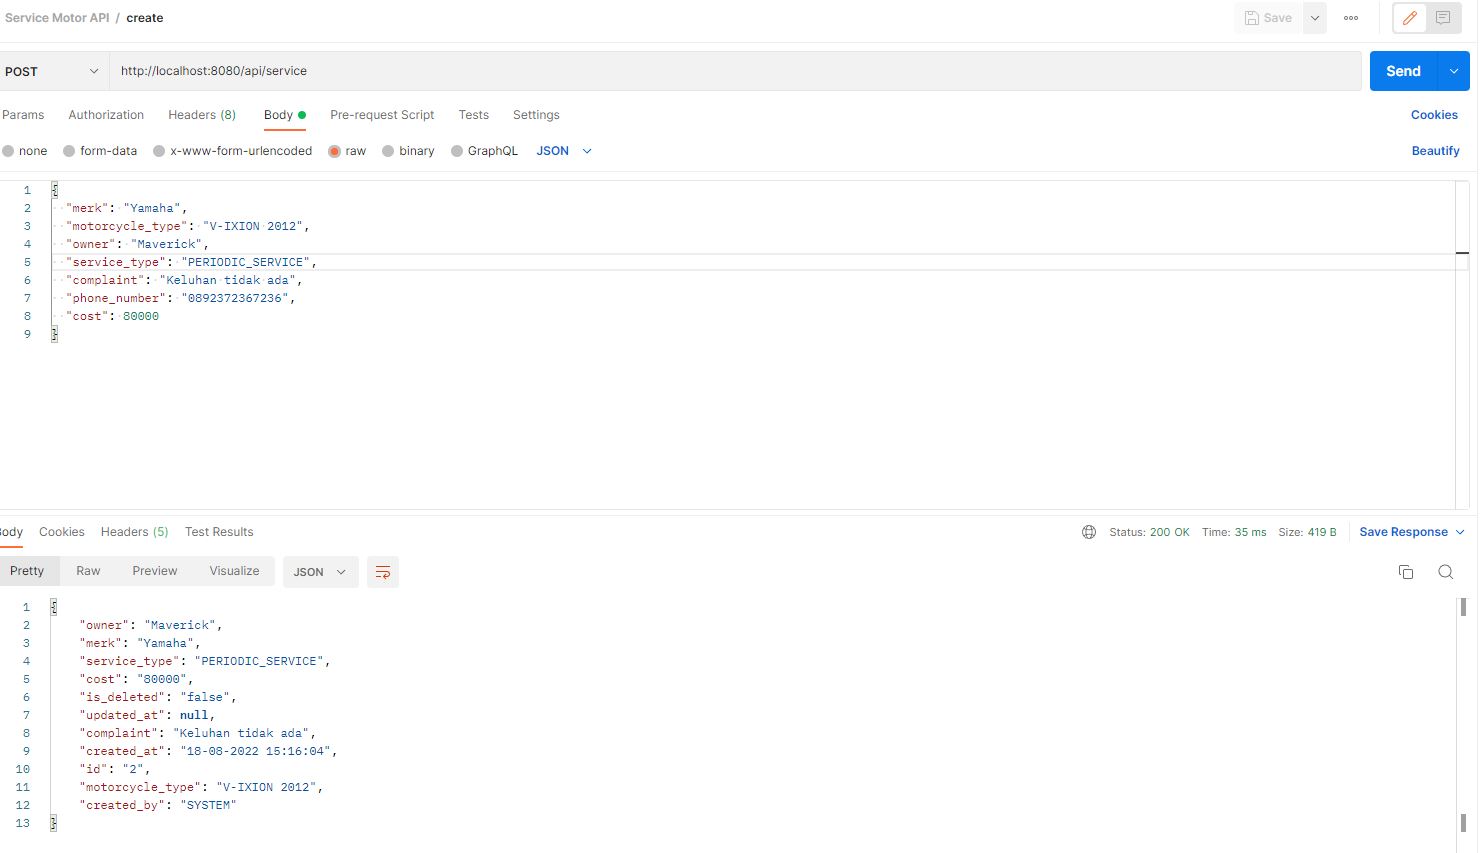 Service Motor API / create
Save
POST http://localhost:8080/api/service Send
Params Authorization Headers (8) Body Pre-request Script Tests Settings Cookies
none form-data x-www-form-urlencoded raw binary GraphQL JSON Beautify
1 {
2 "merk": "Yamaha",
3 "motorcycle_type": "V-IXION 2012",
4 "owner": "Maverick",
5 "service_type": "PERIODIC_SERVICE",
6 "complaint": "Keluhan tidak ada",
7 "phone_number": "0892372367236",
8 "cost": 80000
9 }
Body Cookies Headers (5) Test Results Status: 200 OK Time: 35 ms Size: 419 B Save Response
Pretty Raw Preview Visualize JSON
1 {
2 "owner": "Maverick",
3 "merk": "Yamaha",
4 "service_type": "PERIODIC_SERVICE",
5 "cost": "80000",
6 "is_deleted": "false",
7 "updated_at": null,
8 "complaint": "Keluhan tidak ada",
9 "created_at": "18-08-2022 15:16:04",
10 "id": "2",
11 "motorcycle_type": "V-IXION 2012",
12 "created_by": "SYSTEM"
13 }